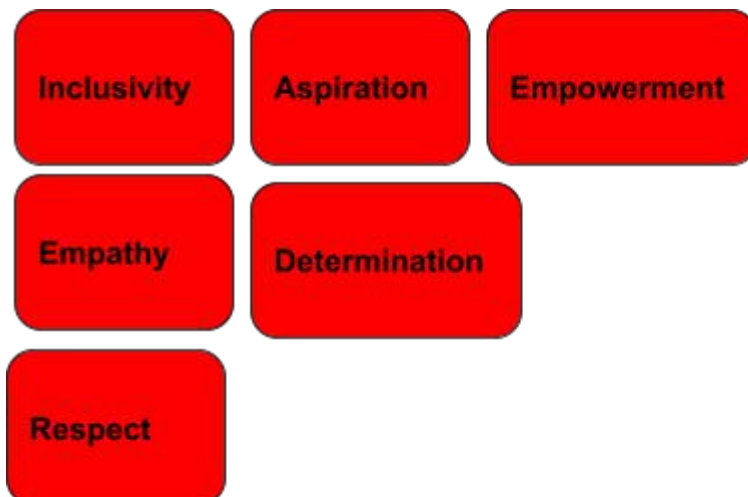 Inclusivity
Aspiration
Empowerment
Empathy
Determination
Respect